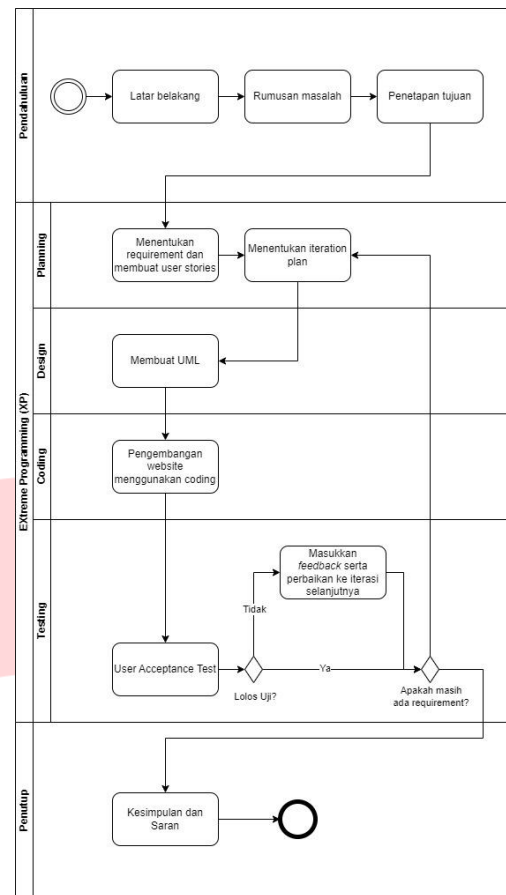 Pendahuluan
Latar belakang
Rumusan masalah
Penetapan tujuan
EXtreme Programming (XP)
Planning
Menentukan
requirement dan
membuat user stories
Menentukan iteration
plan
Design
Membuat UML
Coding
Pengembangan
website
menggunakan coding
Testing
Masukkan
feedback serta
perbaikan ke iterasi
selanjutnya
Tidak
User Acceptance Test
Ya
Lolos Uji?
Apakah masih
ada requirement?
Penutup
Kesimpulan dan
Saran